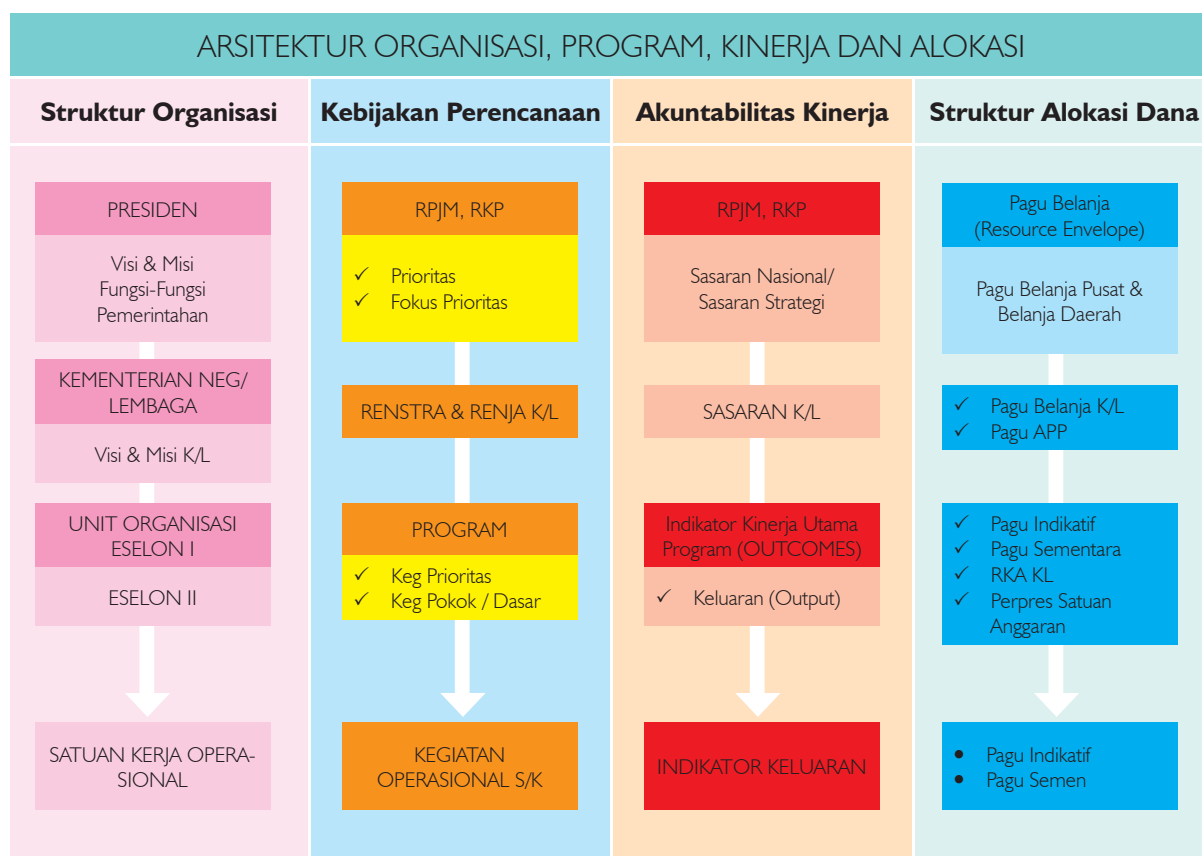 ARSITEKTUR ORGANISASI, PROGRAM, KINERJA DAN ALOKASI
Struktur Organisasi
PRESIDEN
Visi & Misi
Fungsi-Fungsi
Pemerintahan
KEMENTERIAN NEG/
LEMBAGA
Visi & Misi K/L
UNIT ORGANISASI
ESELON I
ESELON II
SATUAN KERJA OPERA-
SIONAL
Kebijakan Perencanaan
RPJM, RKP
✓ Prioritas
✓ Fokus Prioritas
RENSTRA & RENJA K/L
PROGRAM
✓ Keg Prioritas
✓ Keg Pokok / Dasar
KEGIATAN
OPERASIONAL S/K
Akuntabilitas Kinerja
RPJM, RKP
Sasaran Nasional/
Sasaran Strategi
SASARAN K/L
Indikator Kinerja Utama
Program (OUTCOMES)
✓ Keluaran (Output)
INDIKATOR KELUARAN
Struktur Alokasi Dana
Pagu Belanja
(Resource Envelope)
Pagu Belanja Pusat &
Belanja Daerah
✓ Pagu Belanja K/L
✓ Pagu APP
✓ Pagu Indikatif
✓ Pagu Sementara
✓ RKA KL
✓ Perpres Satuan
Anggaran
• Pagu Indikatif
• Pagu Semen